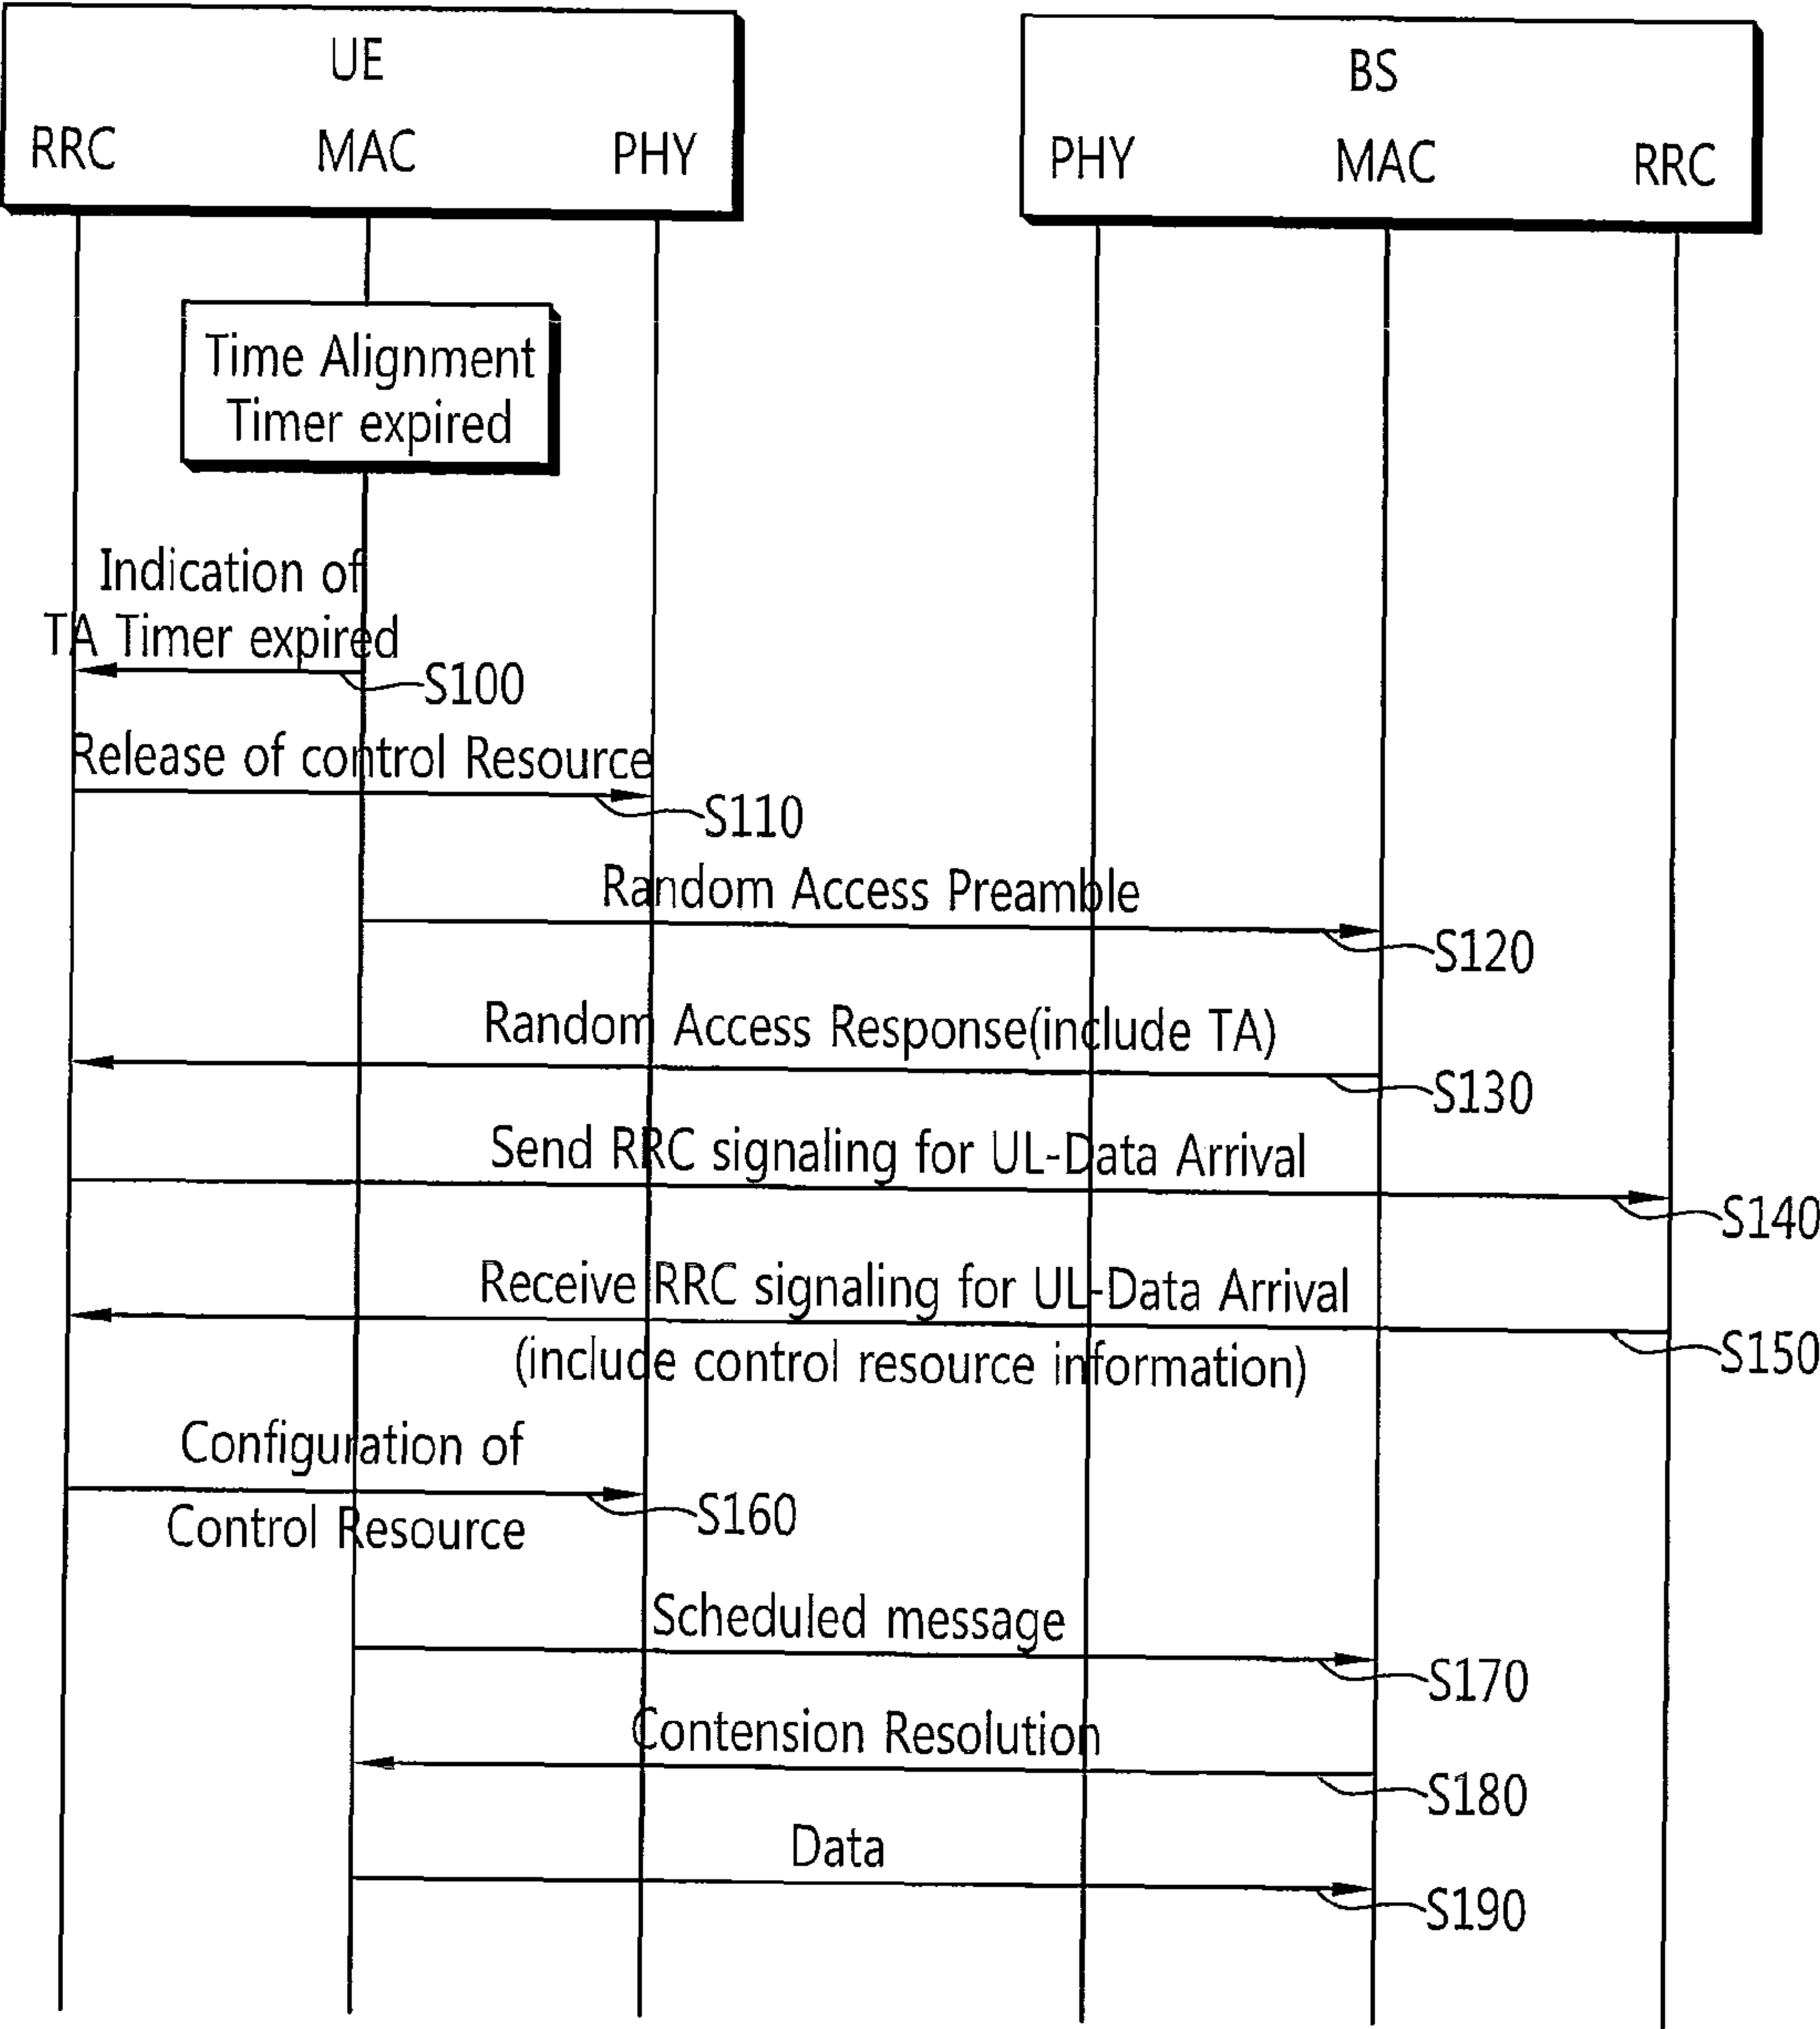 UE
RRC MAC PHY
BS
PHY MAC RRC
Time Alignment
Timer expired
Indication of
TA Timer expired
S100
Release of control Resource
S110
Random Access Preamble
S120
Random Access Response(include TA)
S130
Send RRC signaling for UL-Data Arrival
S140
Receive RRC signaling for UL-Data Arrival
(include control resource information)
S150
Configuration of
Control Resource
S160
Scheduled message
S170
Contension Resolution
S180
Data
S190